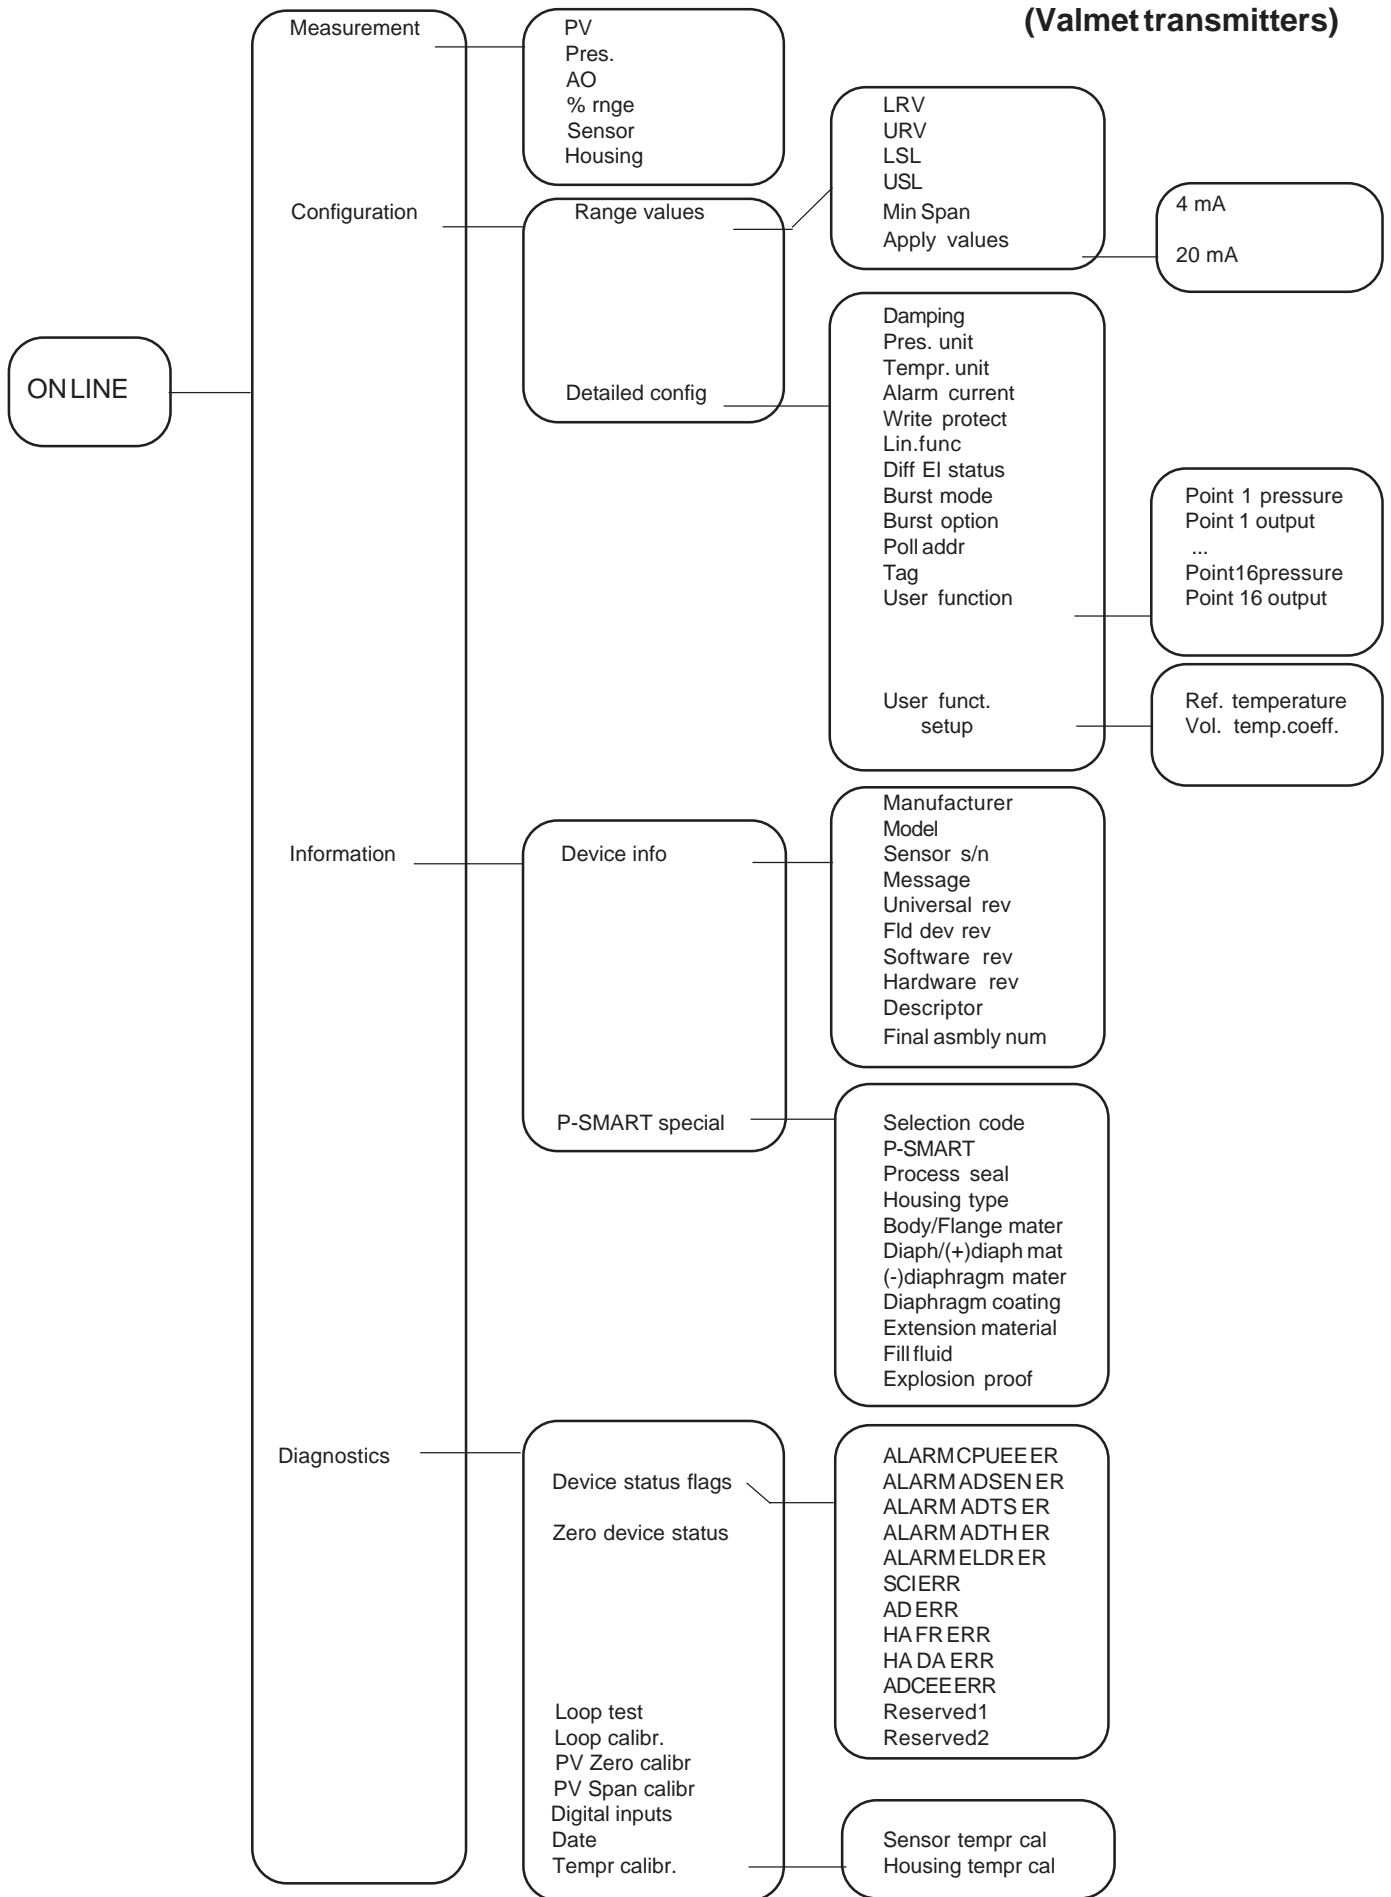 (Valmet transmitters)
ONLINE
Measurement
PV
Pres.
AO
% rnge
Sensor
Housing
Configuration
Range values
LRV
URV
LSL
USL
Min Span
Apply values
4 mA
20 mA
Detailed config
Damping
Pres. unit
Tempr. unit
Alarm current
Write protect
Lin.func
Diff El status
Burst mode
Burst option
Poll addr
Tag
User function
Point 1 pressure
Point 1 output
...
Point16pressure
Point 16 output
User funct.
setup
Ref. temperature
Vol. temp.coeff.
Information
Device info
Manufacturer
Model
Sensor s/n
Message
Universal rev
Fld dev rev
Software rev
Hardware rev
Descriptor
Final asmbly num
P-SMART special
Selection code
P-SMART
Process seal
Housing type
Body/Flange mater
Diaph/(+)diaph mat
(-)diaphragm mater
Diaphragm coating
Extension material
Fill fluid
Explosion proof
Diagnostics
Device status flags
Zero device status
ALARM CPUEE ER
ALARM ADSEN ER
ALARM ADTS ER
ALARM ADTH ER
ALARM ELDR ER
SCI ERR
AD ERR
HA FR ERR
HA DA ERR
ADCEE ERR
Reserved1
Reserved2
Loop test
Loop calibr.
PV Zero calibr
PV Span calibr
Digital inputs
Date
Tempr calibr.
Sensor tempr cal
Housing tempr cal